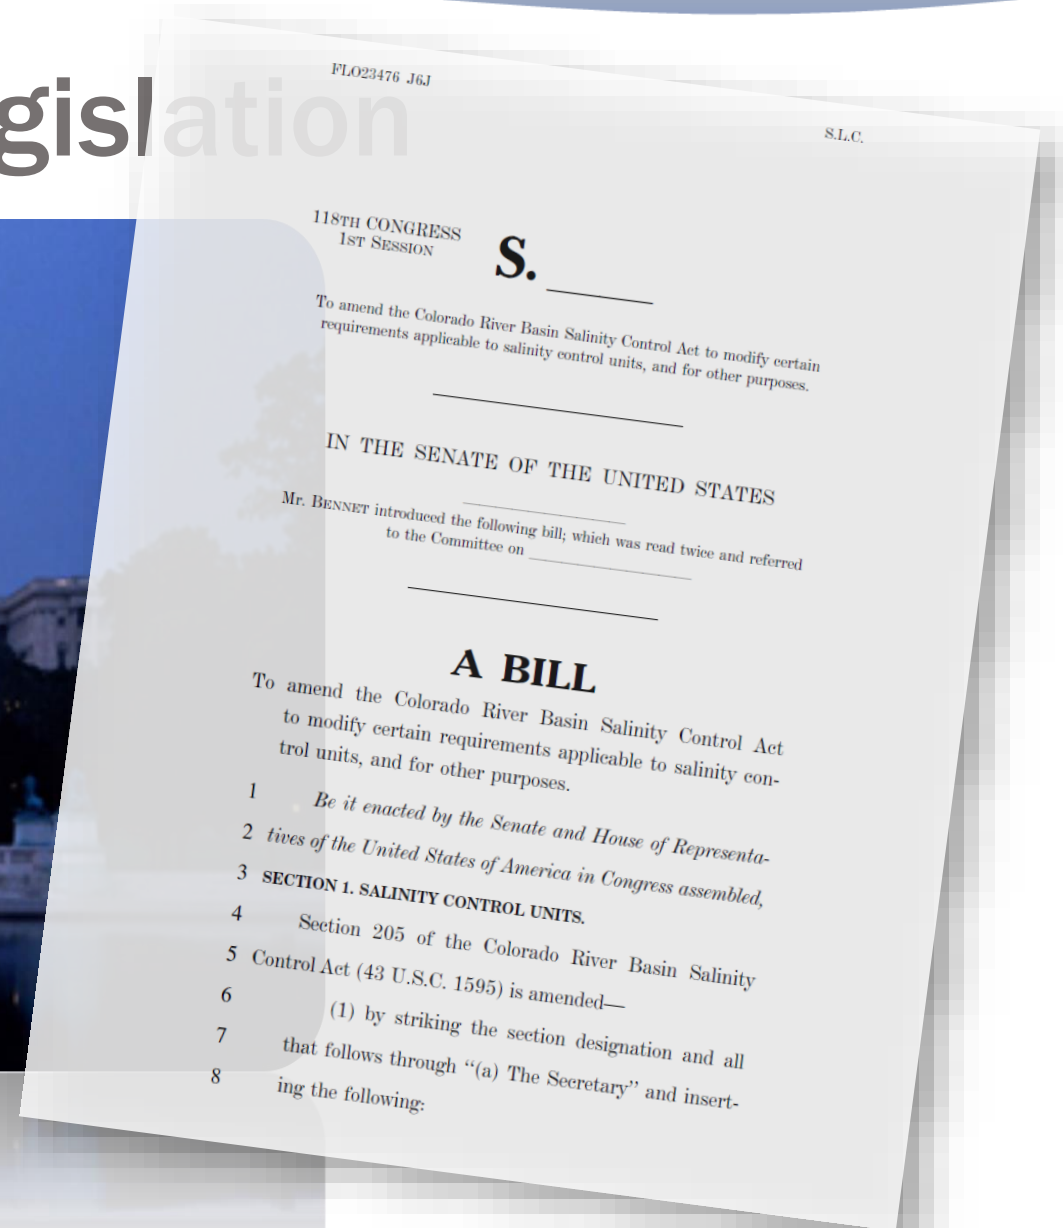 gislation
FLO23476 J6J
S.L.C.
118TH CONGRESS
1ST SESSION
S.
To amend the Colorado River Basin Salinity Control Act to modify certain
requirements applicable to salinity control units, and for other purposes.
IN THE SENATE OF THE UNITED STATES
Mr. BENNET introduced the following bill; which was read twice and referred
to the Committee on
A BILL
To amend the Colorado River Basin Salinity Control Act
to modify certain requirements applicable to salinity con-
trol units, and for other purposes.
1 Be it enacted by the Senate and House of Representa-
2 tives of the United States of America in Congress assembled,
3 SECTION 1. SALINITY CONTROL UNITS.
4 Section 205 of the Colorado River Basin Salinity
5 Control Act (43 U.S.C. 1595) is amended—
6 (1) by striking the section designation and all
7 that follows through “(a) The Secretary” and insert-
8 ing the following: